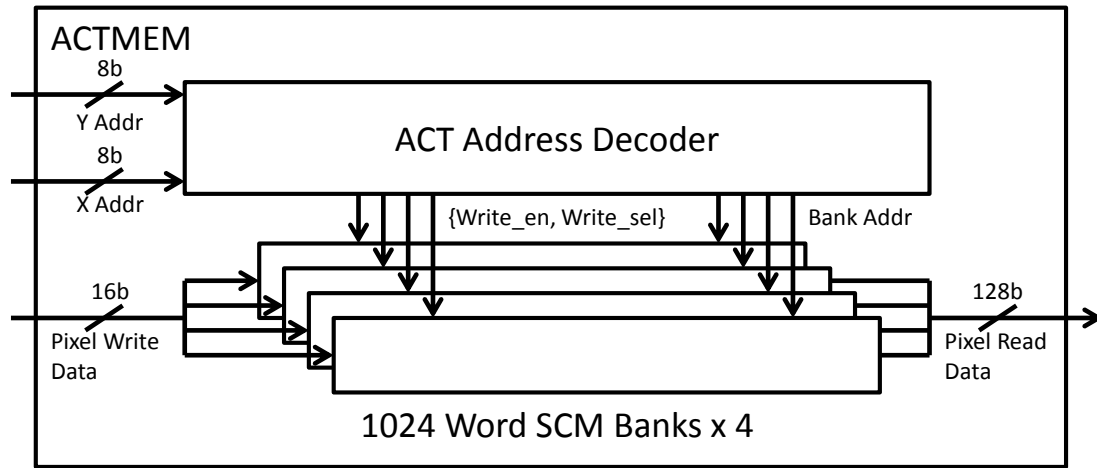 ACTMEM
8b
Y Addr
ACT Address Decoder
8b
X Addr
{Write_en, Write_sel}
Bank Addr
16b
Pixel Write
Data
128b
Pixel Read
Data
1024 Word SCM Banks x 4